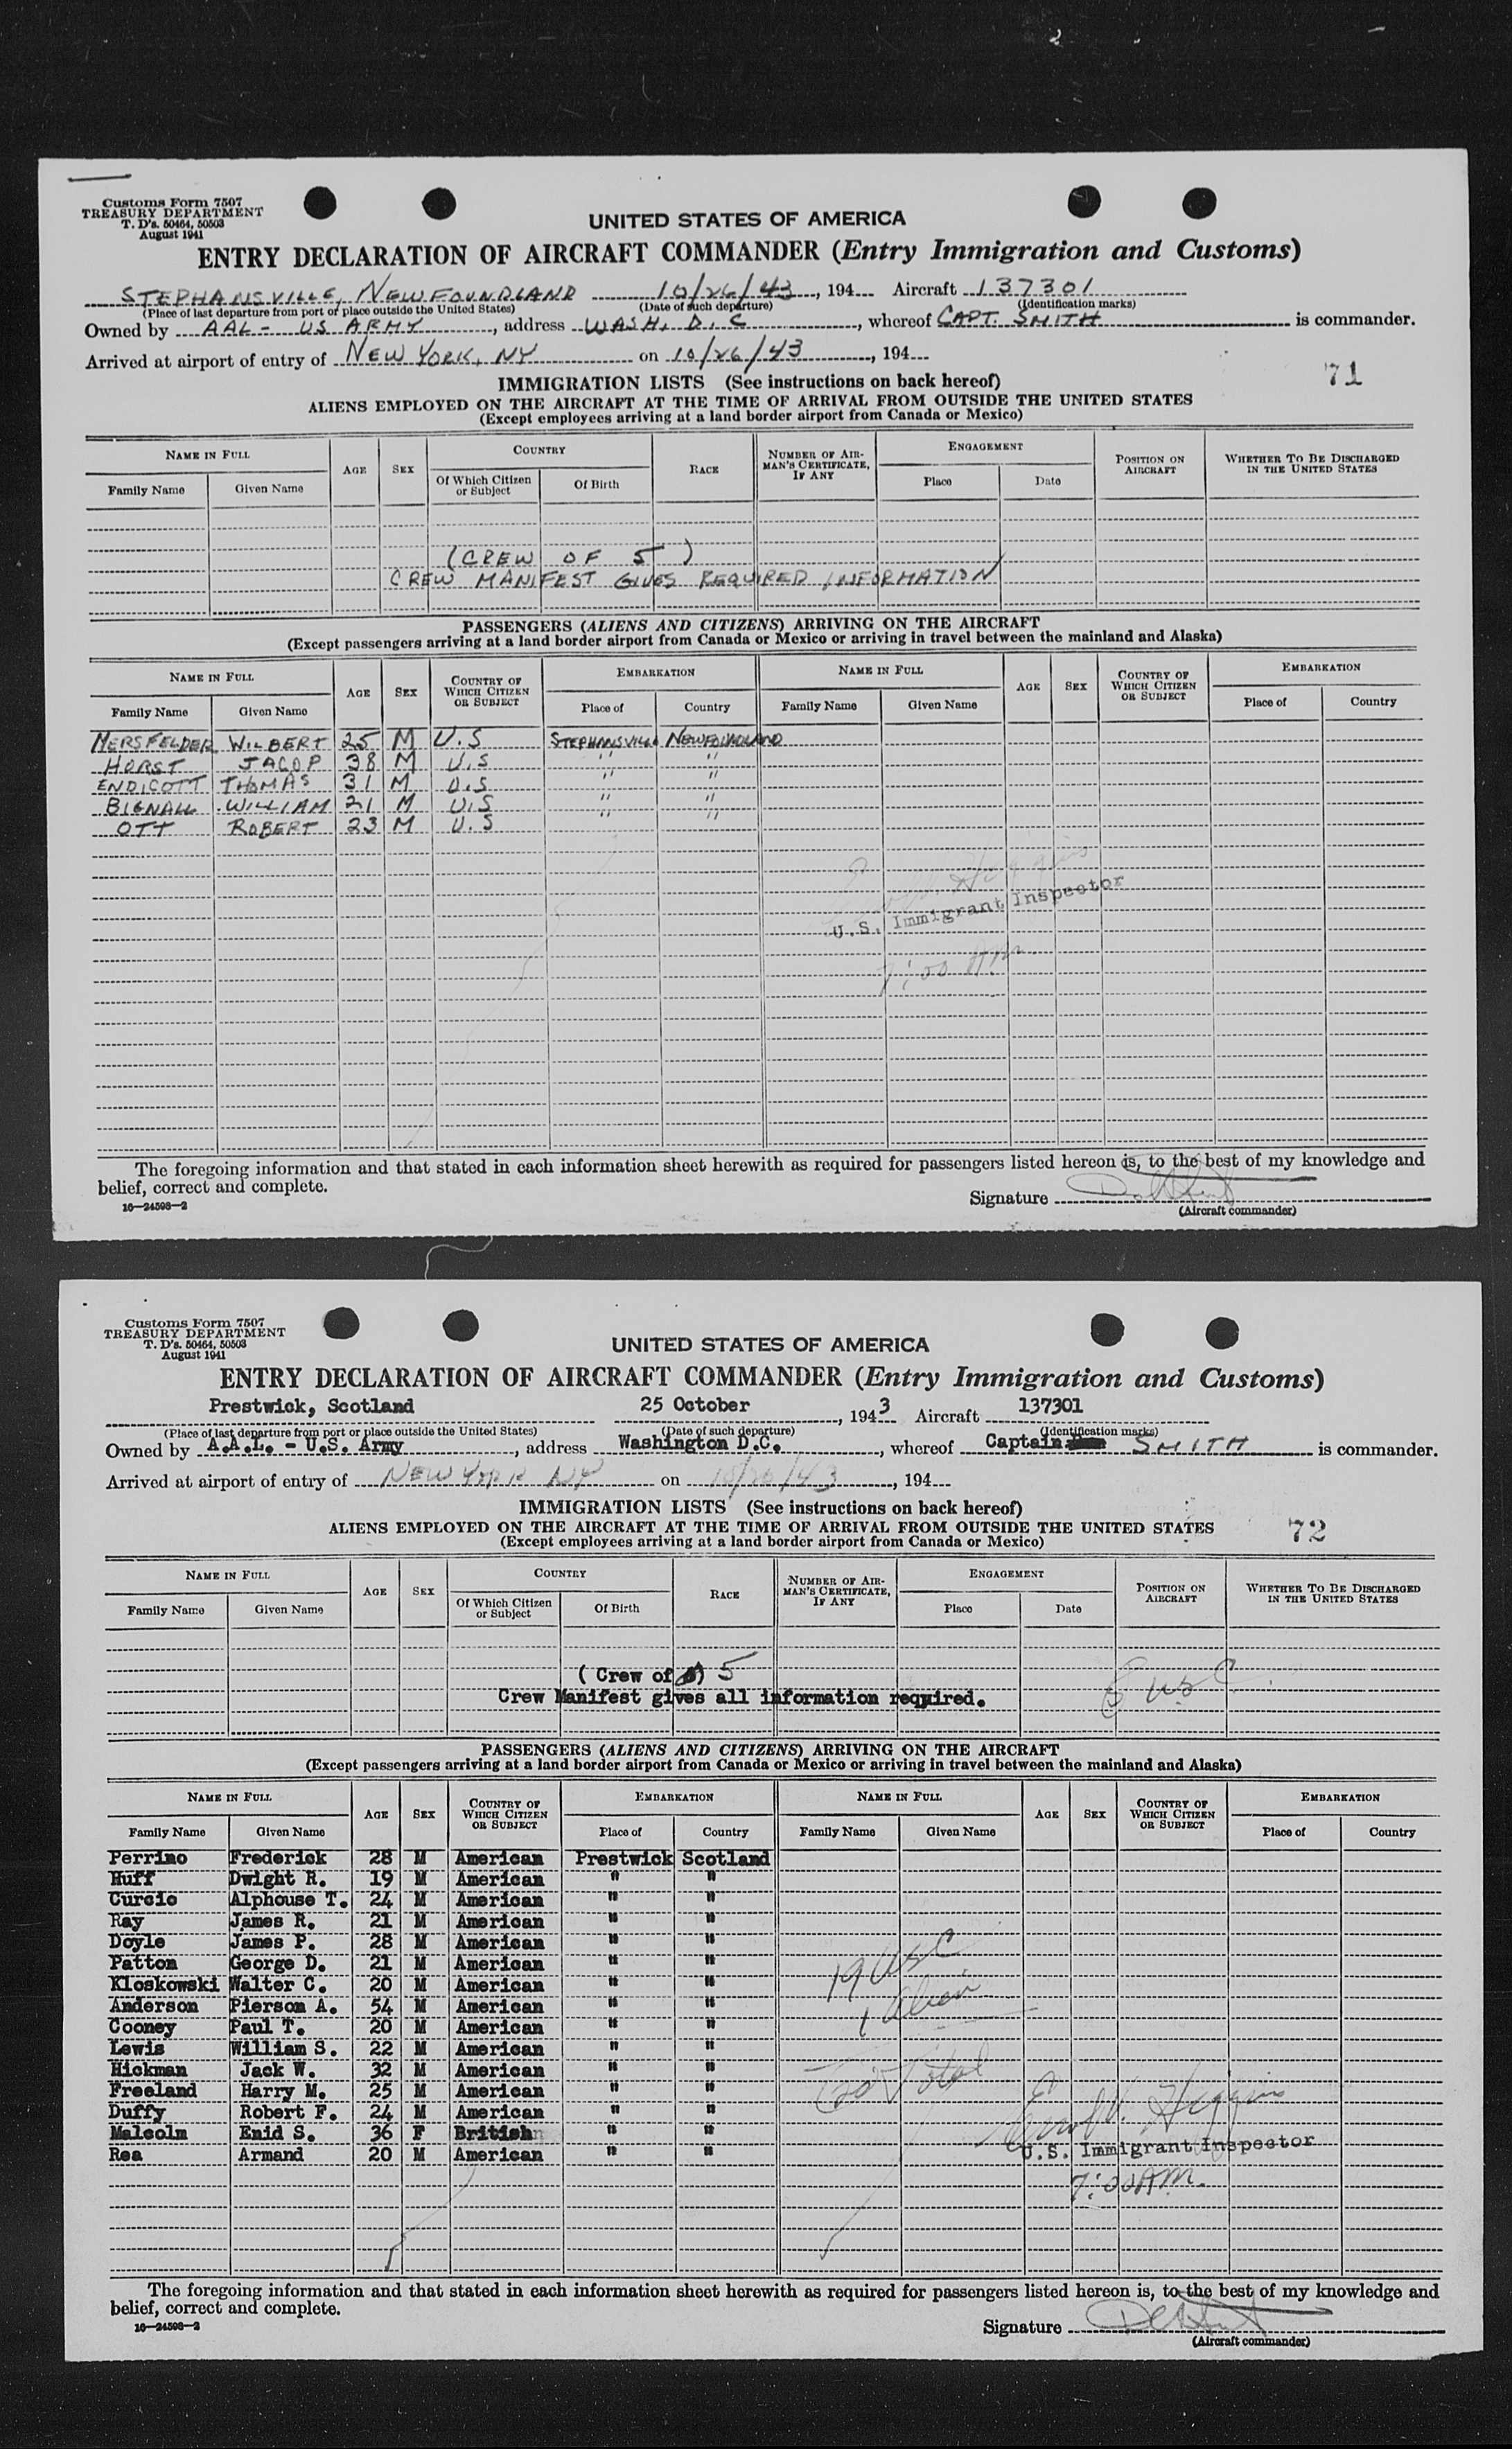 Customs Form 7507
TREASURY DEPARTMENT
T. D's. 50464, 50503
August 1941
UNITED STATES OF AMERICA
ENTRY DECLARATION OF AIRCRAFT COMMANDER (Entry Immigration and Customs)
STEPHANSVILLE, NEWFOUNDLAND 10/26/43, 194 Aircraft 137301
(Place of last departure from port or place outside the United States) (Date of such departure) (Identification marks)
Owned by AAL - US ARMY, address WASH, D. C, whereof CAPT. SMITH is commander.
Arrived at airport of entry of NEW YORK, NY on 10/26/43, 194
71
IMMIGRATION LISTS (See instructions on back hereof)
ALIENS EMPLOYED ON THE AIRCRAFT AT THE TIME OF ARRIVAL FROM OUTSIDE THE UNITED STATES
(Except employees arriving at a land border airport from Canada or Mexico)
NAME IN FULL AGE SEX COUNTRY RACE NUMBER OF AIRMAN'S CERTIFICATE, IF ANY ENGAGEMENT POSITION ON AIRCRAFT WHETHER TO BE DISCHARGED IN THE UNITED STATES
Family Name Given Name Of Which Citizen or Subject Of Birth Place Date
(CREW OF 5)
CREW MANIFEST GIVES REQUIRED INFORMATION
PASSENGERS (ALIENS AND CITIZENS) ARRIVING ON THE AIRCRAFT
(Except passengers arriving at a land border airport from Canada or Mexico or arriving in travel between the mainland and Alaska)
NAME IN FULL AGE SEX COUNTRY OF WHICH CITIZEN OR SUBJECT EMBARKATION NAME IN FULL AGE SEX COUNTRY OF WHICH CITIZEN OR SUBJECT EMBARKATION
Family Name Given Name Place of Country Family Name Given Name Place of Country
HERSFELDER WILBERT 25 M U.S STEPHANSVILLE NEWFOUNDLAND
HORST JACOP 38 M U.S " "
ENDICOTT THOMAS 31 M U.S " "
BIGNALL WILLIAM 21 M U.S " "
OTT ROBERT 23 M U.S " "
U.S. Immigrant Inspector
7:00 AM.
The foregoing information and that stated in each information sheet herewith as required for passengers listed hereon is, to the best of my knowledge and
belief, correct and complete.
16—24598—2
Signature
(Aircraft commander)
Customs Form 7507
TREASURY DEPARTMENT
T. D's. 50464, 50503
August 1941
UNITED STATES OF AMERICA
ENTRY DECLARATION OF AIRCRAFT COMMANDER (Entry Immigration and Customs)
Prestwick, Scotland 25 October, 1943 Aircraft 137301
(Place of last departure from port or place outside the United States) (Date of such departure) (Identification marks)
Owned by A.A.L. - U.S. Army, address Washington D.C., whereof Captain SMITH is commander.
Arrived at airport of entry of NEW YORK NY on 10/26/43, 194
IMMIGRATION LISTS (See instructions on back hereof)
ALIENS EMPLOYED ON THE AIRCRAFT AT THE TIME OF ARRIVAL FROM OUTSIDE THE UNITED STATES
72
(Except employees arriving at a land border airport from Canada or Mexico)
NAME IN FULL AGE SEX COUNTRY RACE NUMBER OF AIRMAN'S CERTIFICATE, IF ANY ENGAGEMENT POSITION ON AIRCRAFT WHETHER TO BE DISCHARGED IN THE UNITED STATES
Family Name Given Name Of Which Citizen or Subject Of Birth Place Date
( Crew of ) 5
Crew Manifest gives all information required.
5 USC
PASSENGERS (ALIENS AND CITIZENS) ARRIVING ON THE AIRCRAFT
(Except passengers arriving at a land border airport from Canada or Mexico or arriving in travel between the mainland and Alaska)
NAME IN FULL AGE SEX COUNTRY OF WHICH CITIZEN OR SUBJECT EMBARKATION NAME IN FULL AGE SEX COUNTRY OF WHICH CITIZEN OR SUBJECT EMBARKATION
Family Name Given Name Place of Country Family Name Given Name Place of Country
Perrino Frederick 28 M American Prestwick Scotland
Huff Dwight R. 19 M American " "
Curcio Alphouse T. 24 M American " "
Ray James R. 21 M American " "
Doyle James P. 28 M American " "
Patton George D. 21 M American " "
Kloskowski Walter C. 20 M American " "
Anderson Pierson A. 54 M American " "
Cooney Paul T. 20 M American " "
Lewis William S. 22 M American " "
Hickman Jack W. 32 M American " "
Freeland Harry M. 25 M American " "
Duffy Robert F. 24 M American " "
Malcolm Enid S. 36 F British " "
Rea Armand 20 M American " "
19 USC
1 Alien
20 Total
U.S. Immigrant Inspector
7:00 AM.
The foregoing information and that stated in each information sheet herewith as required for passengers listed hereon is, to the best of my knowledge and
belief, correct and complete.
16—24598—2
Signature
(Aircraft commander)